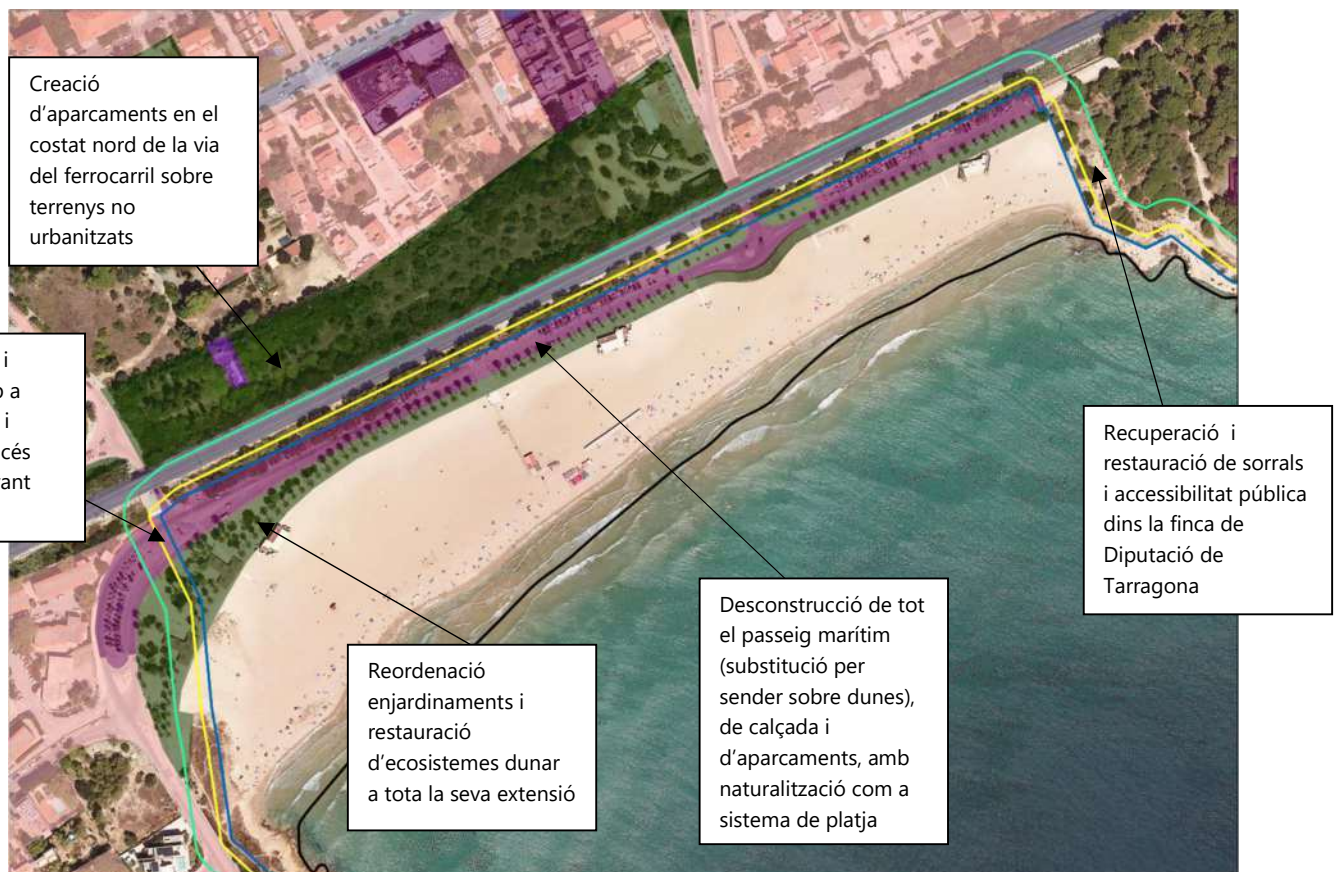 Creació
d'aparcaments en el
costat nord de la via
del ferrocarril sobre
terrenys no
urbanitzats
i
a
i
cés
ant
Reordenació
enjardinaments i
restauració
d'ecosistemes dunar
a tota la seva extensió
Desconstrucció de tot
el passeig marítim
(substitució per
sender sobre dunes),
de calçada i
d'aparcaments, amb
naturalització com a
sistema de platja
Recuperació i
restauració de sorrals
i accessibilitat pública
dins la finca de
Diputació de
Tarragona